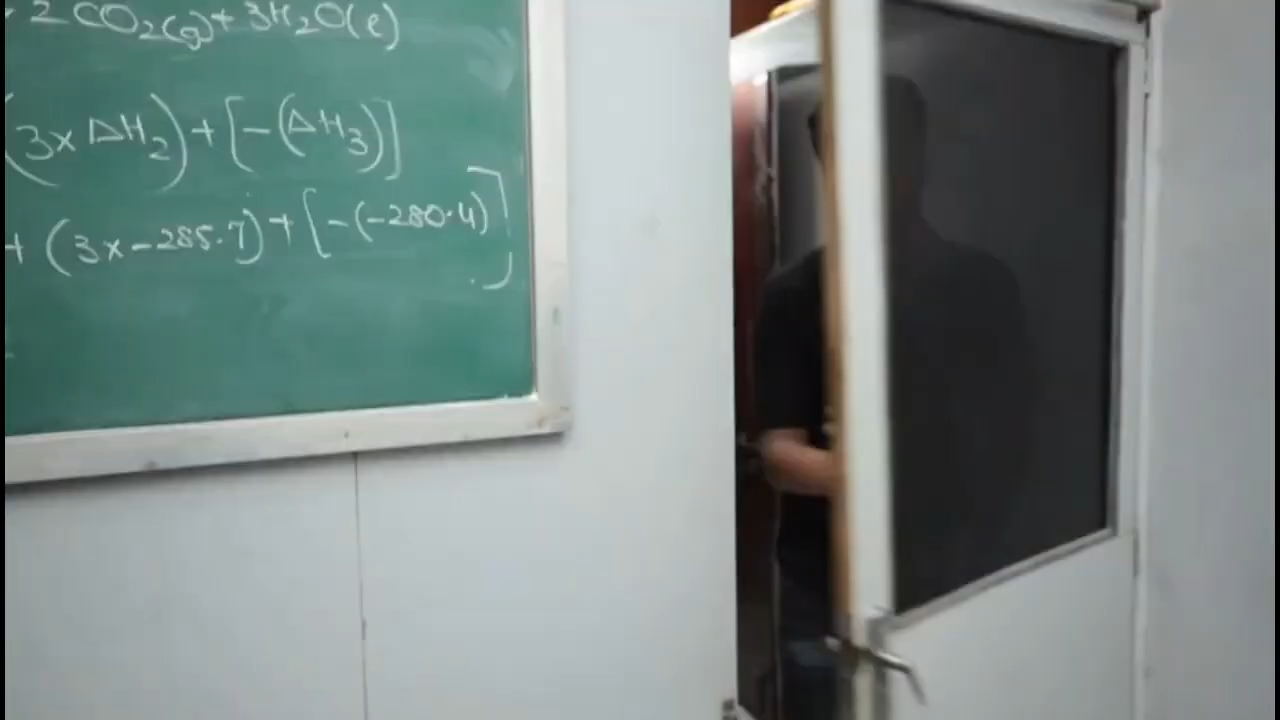 2CO₂(g) + 3H₂O(l)
(3x ΔH₂) + [-(ΔH₃)]
+ (3x -285.7) + [-(-280.4)]